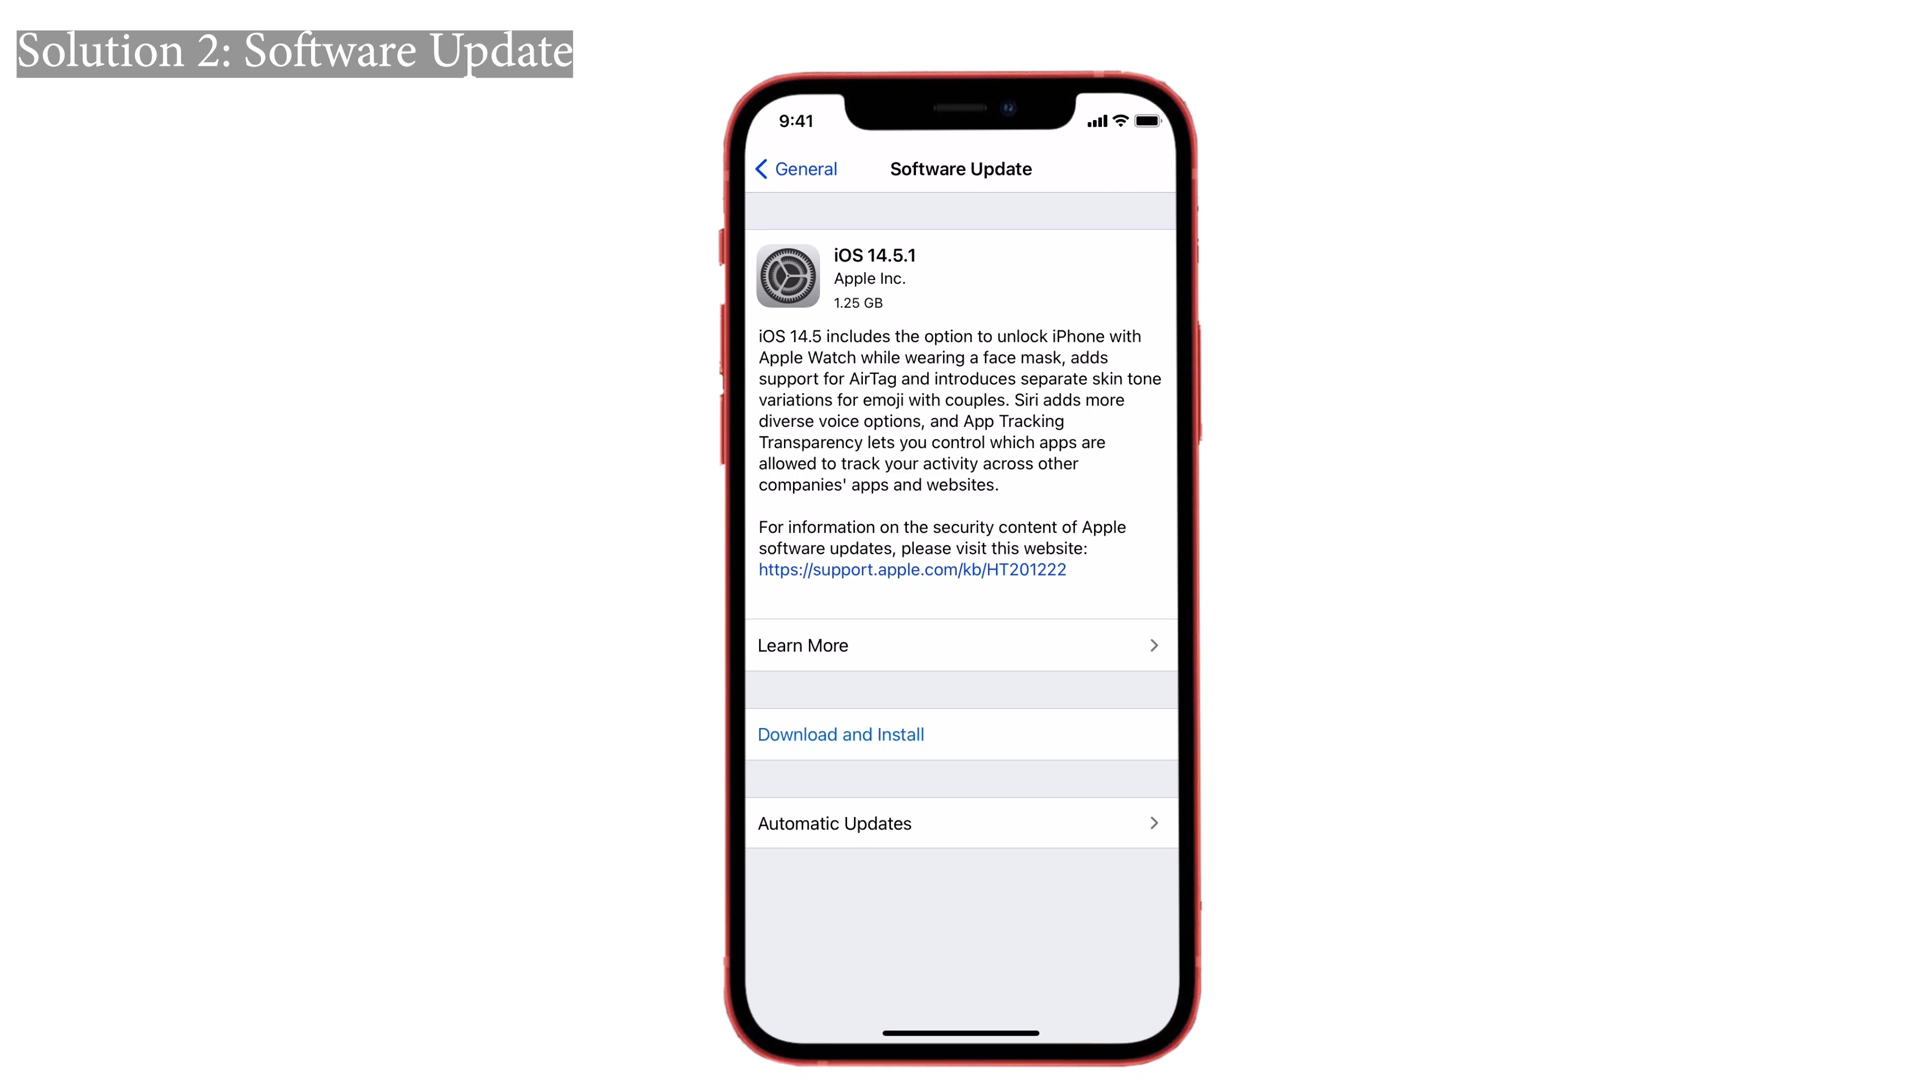 Solution 2: Software Update
9:41
General
Software Update
iOS 14.5.1
Apple Inc.
1.25 GB
iOS 14.5 includes the option to unlock iPhone with
Apple Watch while wearing a face mask, adds
support for AirTag and introduces separate skin tone
variations for emoji with couples. Siri adds more
diverse voice options, and App Tracking
Transparency lets you control which apps are
allowed to track your activity across other
companies' apps and websites.
For information on the security content of Apple
software updates, please visit this website:
https://support.apple.com/kb/HT201222
Learn More
Download and Install
Automatic Updates